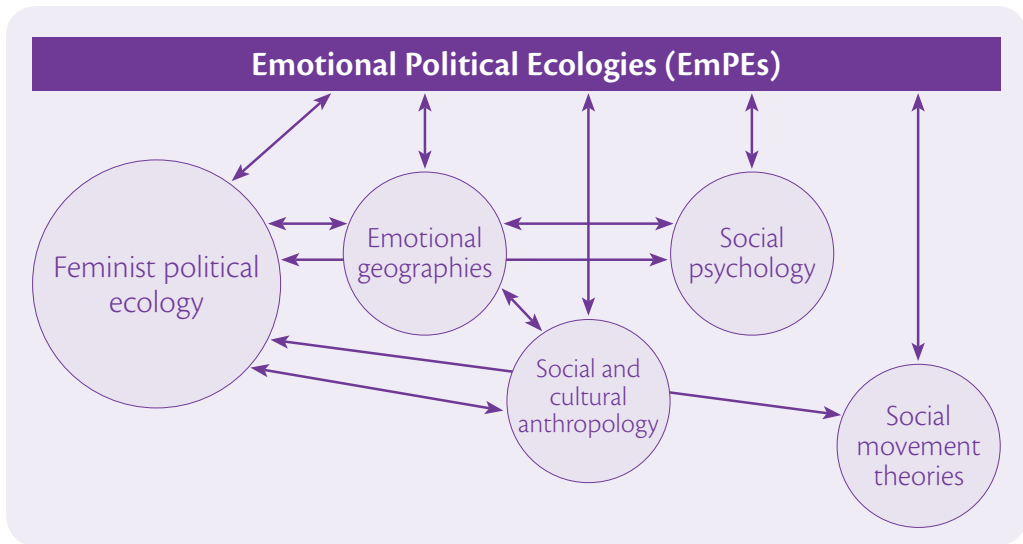 Emotional Political Ecologies (EmPEs)
Feminist political
ecology
Emotional
geographies
Social
psychology
Social and
cultural
anthropology
Social
movement
theories